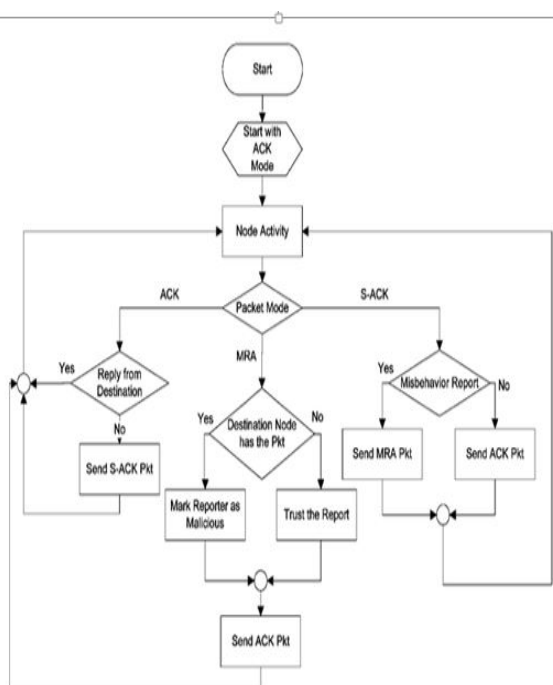 Start
Start with
ACK
Mode
Node Activity
ACK
Packet Mode
S-ACK
MRA
Yes
Reply from
Destination
No
Send S-ACK Pkt
Yes
Destination Node
has the Pkt
No
Mark Reporter as
Malicious
Trust the Report
Send ACK Pkt
Yes
Misbehavior Report
No
Send MRA Pkt
Send ACK Pkt